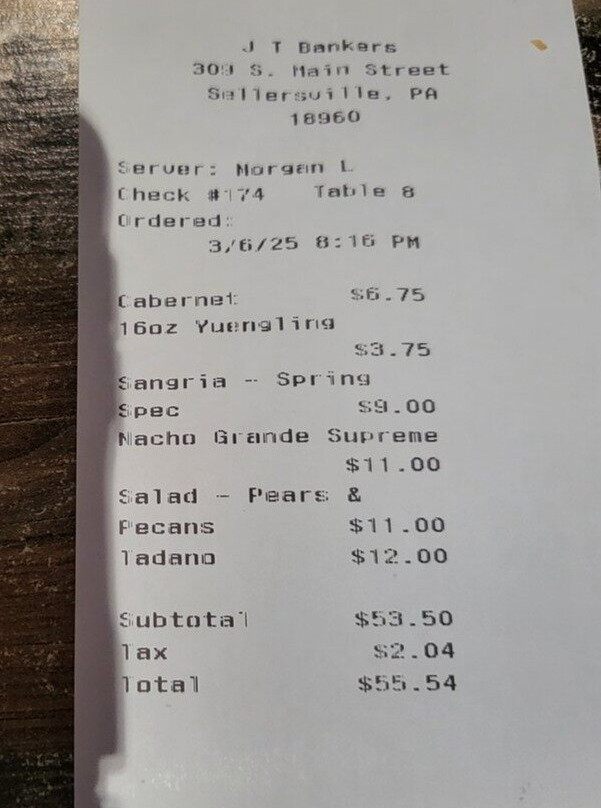 J T Bankers
309 S. Main Street
Sellersville, PA
18960
Server: Morgan L
Check #174 Table 8
Ordered:
3/6/25 8:16 PM
Cabernet $6.75
16oz Yuengling
$3.75
Sangria - Spring
Spec $9.00
Nacho Grande Supreme
$11.00
Salad - Pears &
Pecans $11.00
Tadano $12.00
Subtotal $53.50
Tax $2.04
Total $55.54